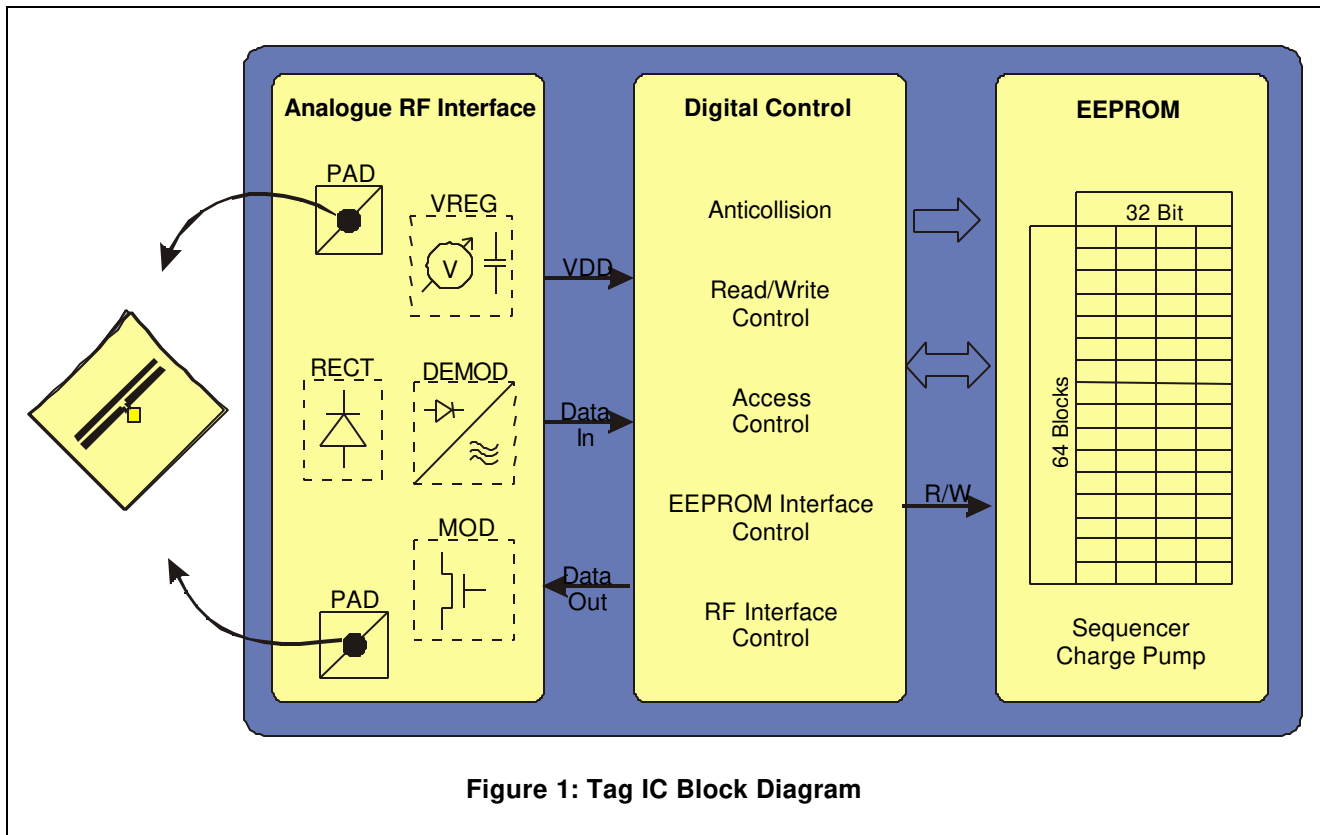 Analogue RF Interface
PAD
VREG
V
RECT
DEMOD
MOD
PAD
VDD
Data
In
Data
Out
Digital Control
Anticollision
Read/Write
Control
Access
Control
EEPROM Interface
Control
RF Interface
Control
R/W
EEPROM
32 Bit
64 Blocks
Sequencer
Charge Pump
Figure 1: Tag IC Block Diagram